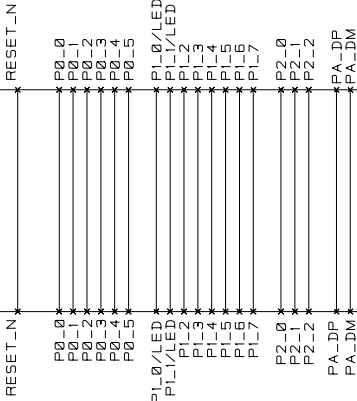 RESET_N
P0_0
P0_1
P0_2
P0_3
P0_4
P0_5
P1_0/LED
P1_1/LED
P1_2
P1_3
P1_4
P1_5
P1_6
P1_7
P2_0
P2_1
P2_2
PA_DP
PA_DM
RESET_N
P0_0
P0_1
P0_2
P0_3
P0_4
P0_5
P1_0/LED
P1_1/LED
P1_2
P1_3
P1_4
P1_5
P1_6
P1_7
P2_0
P2_1
P2_2
PA_DP
PA_DM